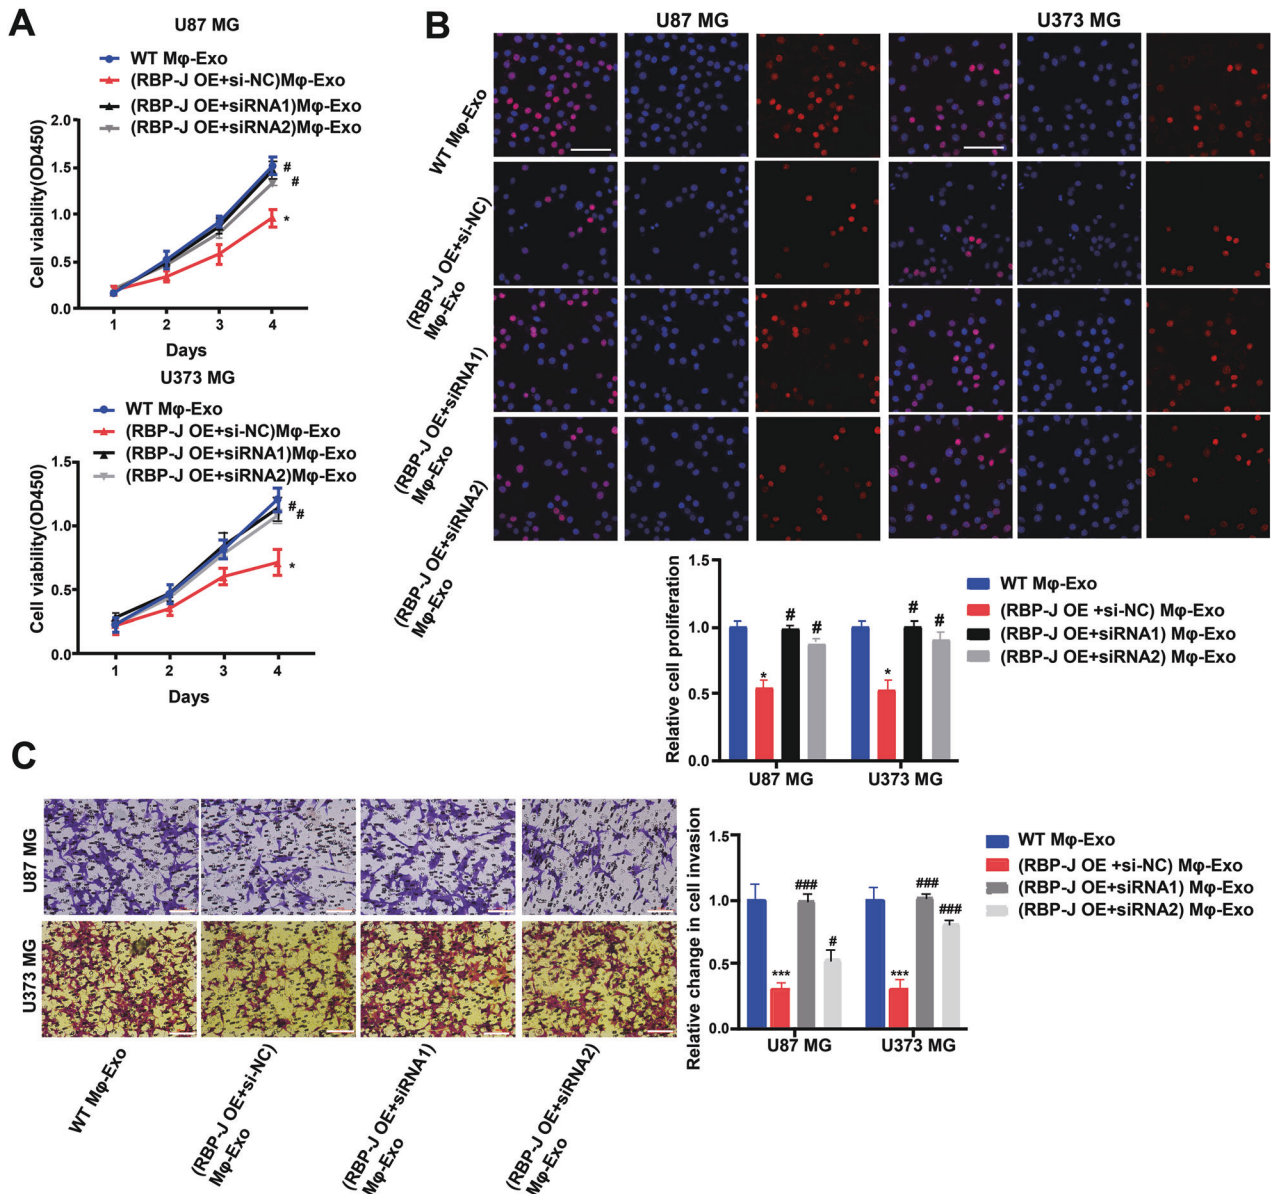 A
U87 MG
WT Mφ-Exo
(RBP-J OE+si-NC)Mφ-Exo
(RBP-J OE+siRNA1)Mφ-Exo
(RBP-J OE+siRNA2)Mφ-Exo
Cell viability(OD450)
2.0
1.5
1.0
0.5
0.0
#
#
*
1 2 3 4
Days
U373 MG
WT Mφ-Exo
(RBP-J OE+si-NC)Mφ-Exo
(RBP-J OE+siRNA1)Mφ-Exo
(RBP-J OE+siRNA2)Mφ-Exo
Cell viability(OD450)
1.5
1.0
0.5
0.0
#
#
*
1 2 3 4
Days
B
U87 MG U373 MG
WT Mφ-Exo
(RBP-J OE+si-NC)
Mφ-Exo
(RBP-J OE+siRNA1)
Mφ-Exo
(RBP-J OE+siRNA2)
Mφ-Exo
Relative cell proliferation
1.5
1.0
0.5
0.0
* # # * # #
U87 MG U373 MG
WT Mφ-Exo
(RBP-J OE +si-NC) Mφ-Exo
(RBP-J OE+siRNA1) Mφ-Exo
(RBP-J OE+siRNA2) Mφ-Exo
C
U87 MG
U373 MG
WT Mφ-Exo
(RBP-J OE+si-NC)
Mφ-Exo
(RBP-J OE+siRNA1)
Mφ-Exo
(RBP-J OE+siRNA2)
Mφ-Exo
Relative change in cell invasion
1.5
1.0
0.5
0.0
*** ### # *** ### ###
U87 MG U373 MG
WT Mφ-Exo
(RBP-J OE +si-NC) Mφ-Exo
(RBP-J OE+siRNA1) Mφ-Exo
(RBP-J OE+siRNA2) Mφ-Exo